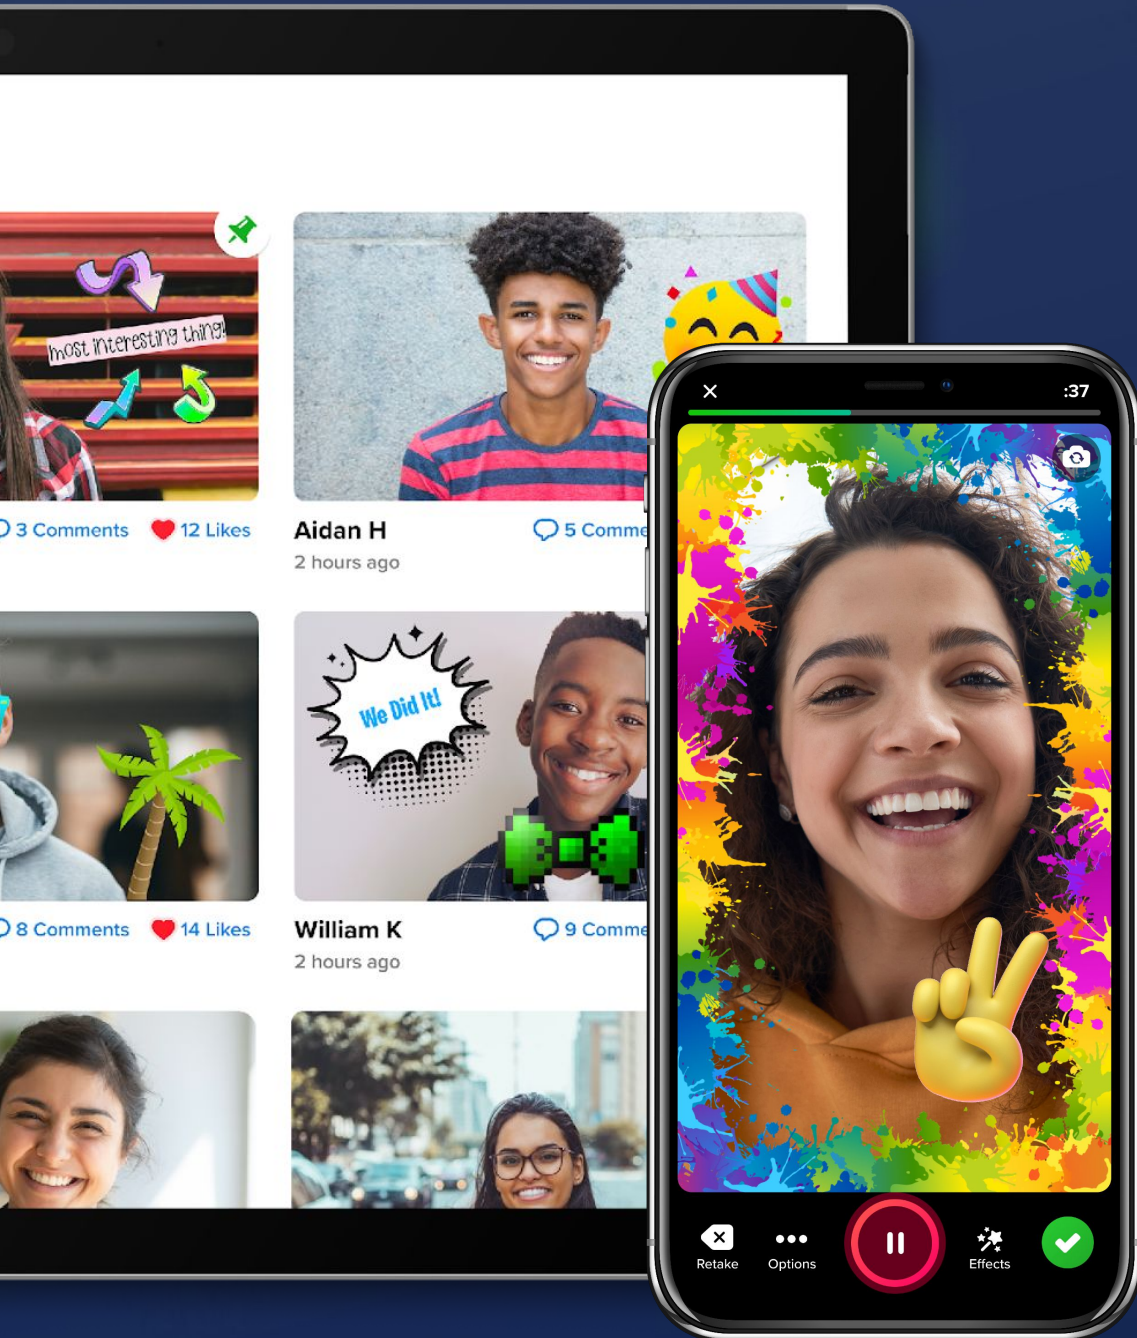 most interesting thing!
3 Comments 12 Likes
Aidan H
5 Comme
2 hours ago
We Did It!
8 Comments 14 Likes
William K
9 Comme
2 hours ago
:37
Retake
Options
Effects